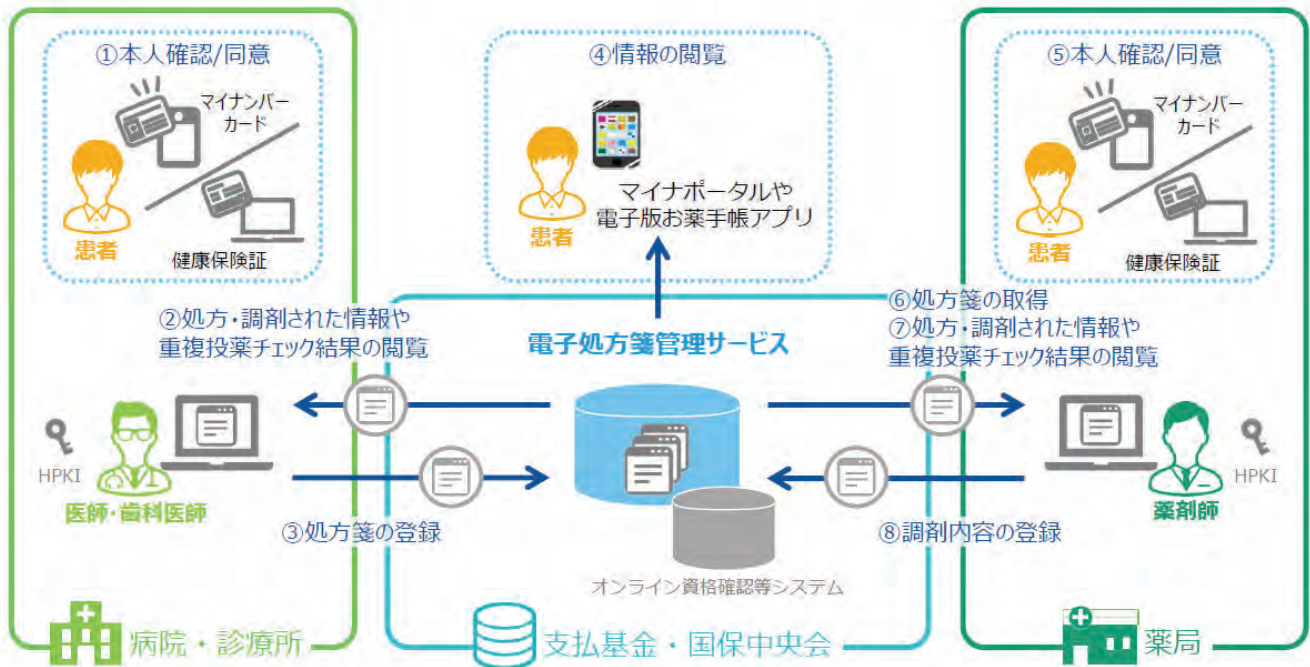 ①本人確認/同意
マイナンバー
カード
患者
健康保険証
②処方・調剤された情報や
重複投薬チェック結果の閲覧
HPKI
医師・歯科医師
③処方箋の登録
病院・診療所
④情報の閲覧
マイナポータルや
電子版お薬手帳アプリ
患者
電子処方箋管理サービス
オンライン資格確認等システム
支払基金・国保中央会
⑤本人確認/同意
マイナンバー
カード
患者
健康保険証
⑥処方箋の取得
⑦処方・調剤された情報や
重複投薬チェック結果の閲覧
HPKI
薬剤師
⑧調剤内容の登録
薬局